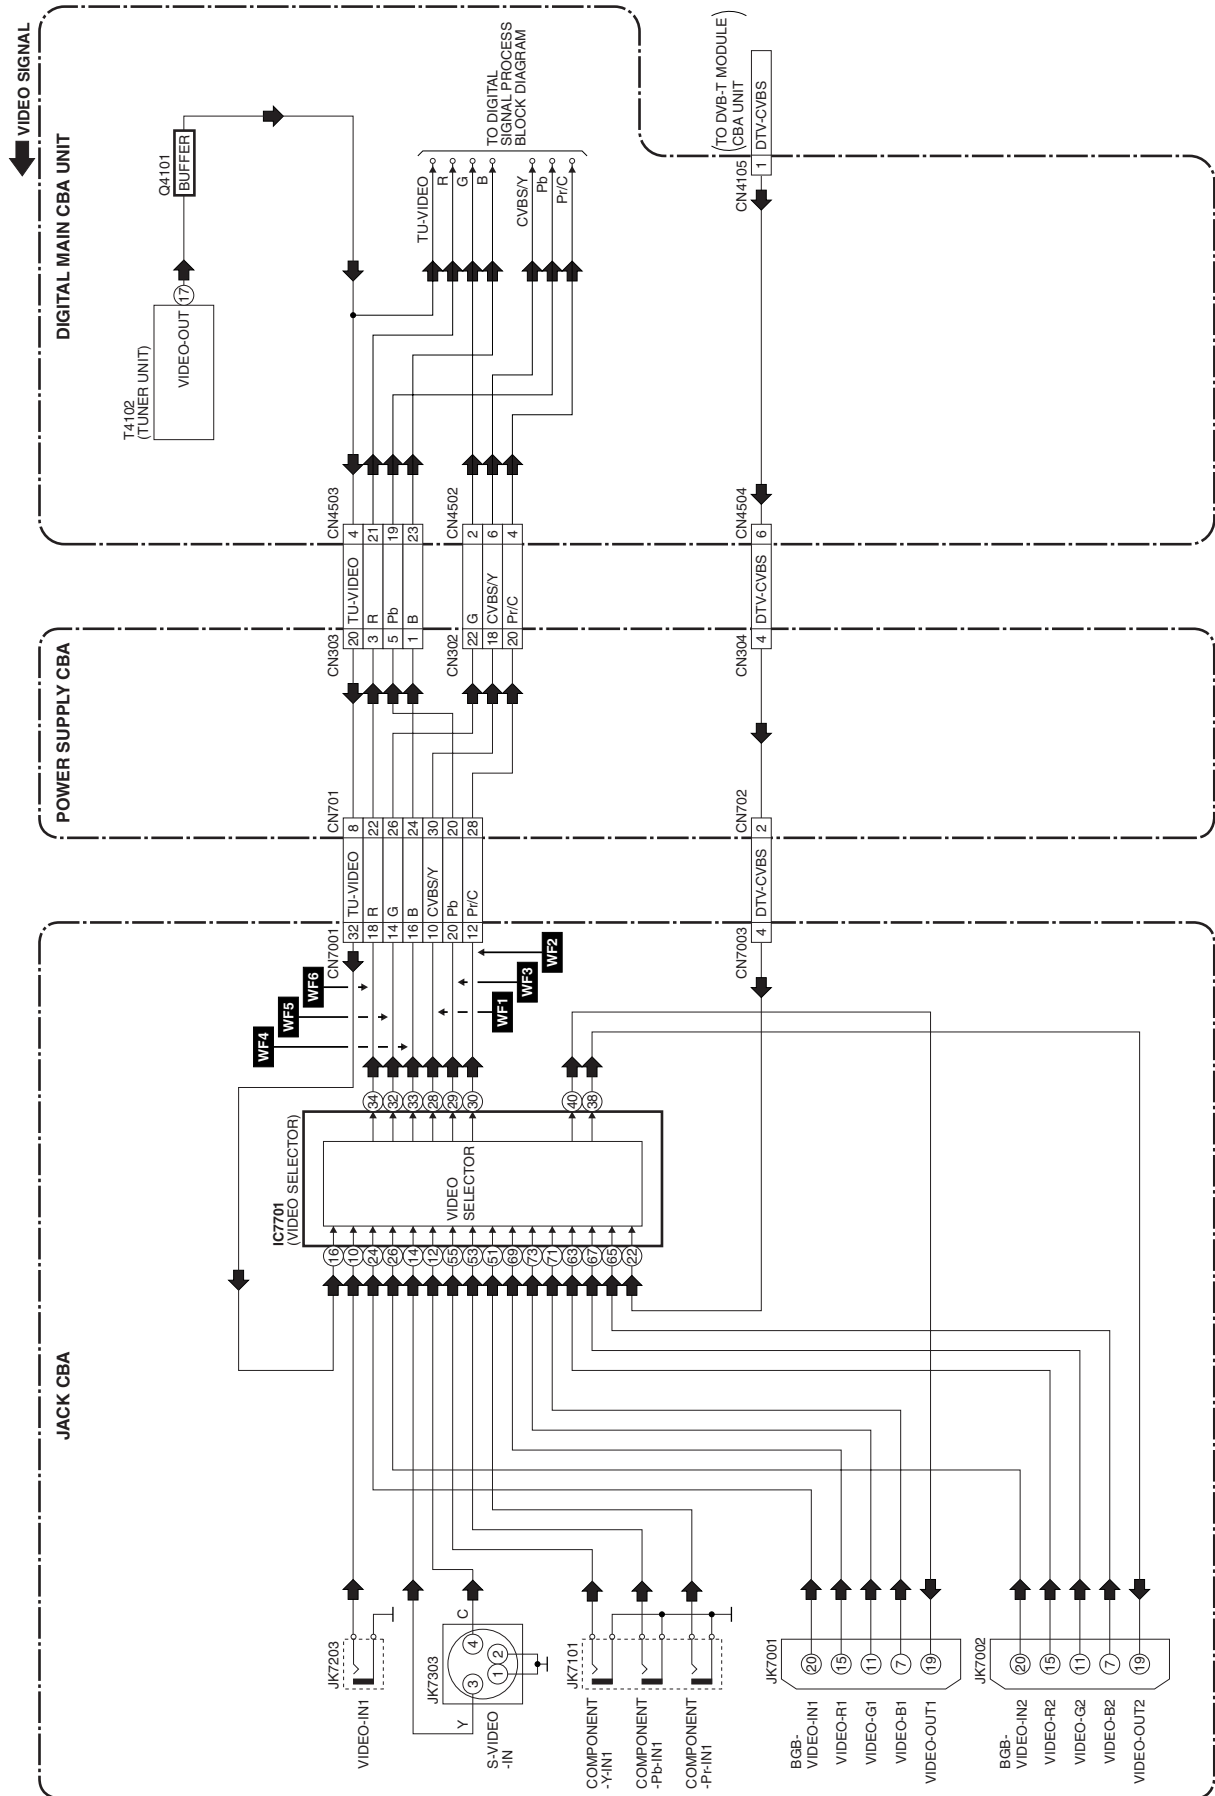 VIDEO SIGNAL
DIGITAL MAIN CBA UNIT
T4102
(TUNER UNIT)
VIDEO-OUT
17
Q4101
BUFFER
TU-VIDEO
R
G
B
CVBS/Y
Pb
Pr/C
TO DIGITAL
SIGNAL PROCESS
BLOCK DIAGRAM
(TO DVB-T MODULE
CBA UNIT)
CN4105
1 DTV-CVBS
CN4503
4
21
19
23
CN4502
2
6
4
CN4504
6
TU-VIDEO
R
Pb
B
G
CVBS/Y
Pr/C
DTV-CVBS
POWER SUPPLY CBA
CN303
20
3
5
1
CN302
22
18
20
CN304
4
CN701
8
22
26
24
30
20
28
CN702
2
TU-VIDEO
R
G
B
CVBS/Y
Pb
Pr/C
DTV-CVBS
JACK CBA
CN7001
32
18
14
16
10
20
12
CN7003
4
WF4
WF5
WF6
WF1
WF3
WF2
IC7701
(VIDEO SELECTOR)
34
32
33
28
29
30
40
38
VIDEO
SELECTOR
16
10
24
26
14
12
55
53
51
69
73
71
63
67
65
22
JK7203
VIDEO-IN1
JK7303
Y
C
3
4
1
2
S-VIDEO
-IN
JK7101
COMPONENT
-Y-IN1
COMPONENT
-Pb-IN1
COMPONENT
-Pr-IN1
JK7001
20
15
11
7
19
BGB-
VIDEO-IN1
VIDEO-R1
VIDEO-G1
VIDEO-B1
VIDEO-OUT1
JK7002
20
15
11
7
19
BGB-
VIDEO-IN2
VIDEO-R2
VIDEO-G2
VIDEO-B2
VIDEO-OUT2